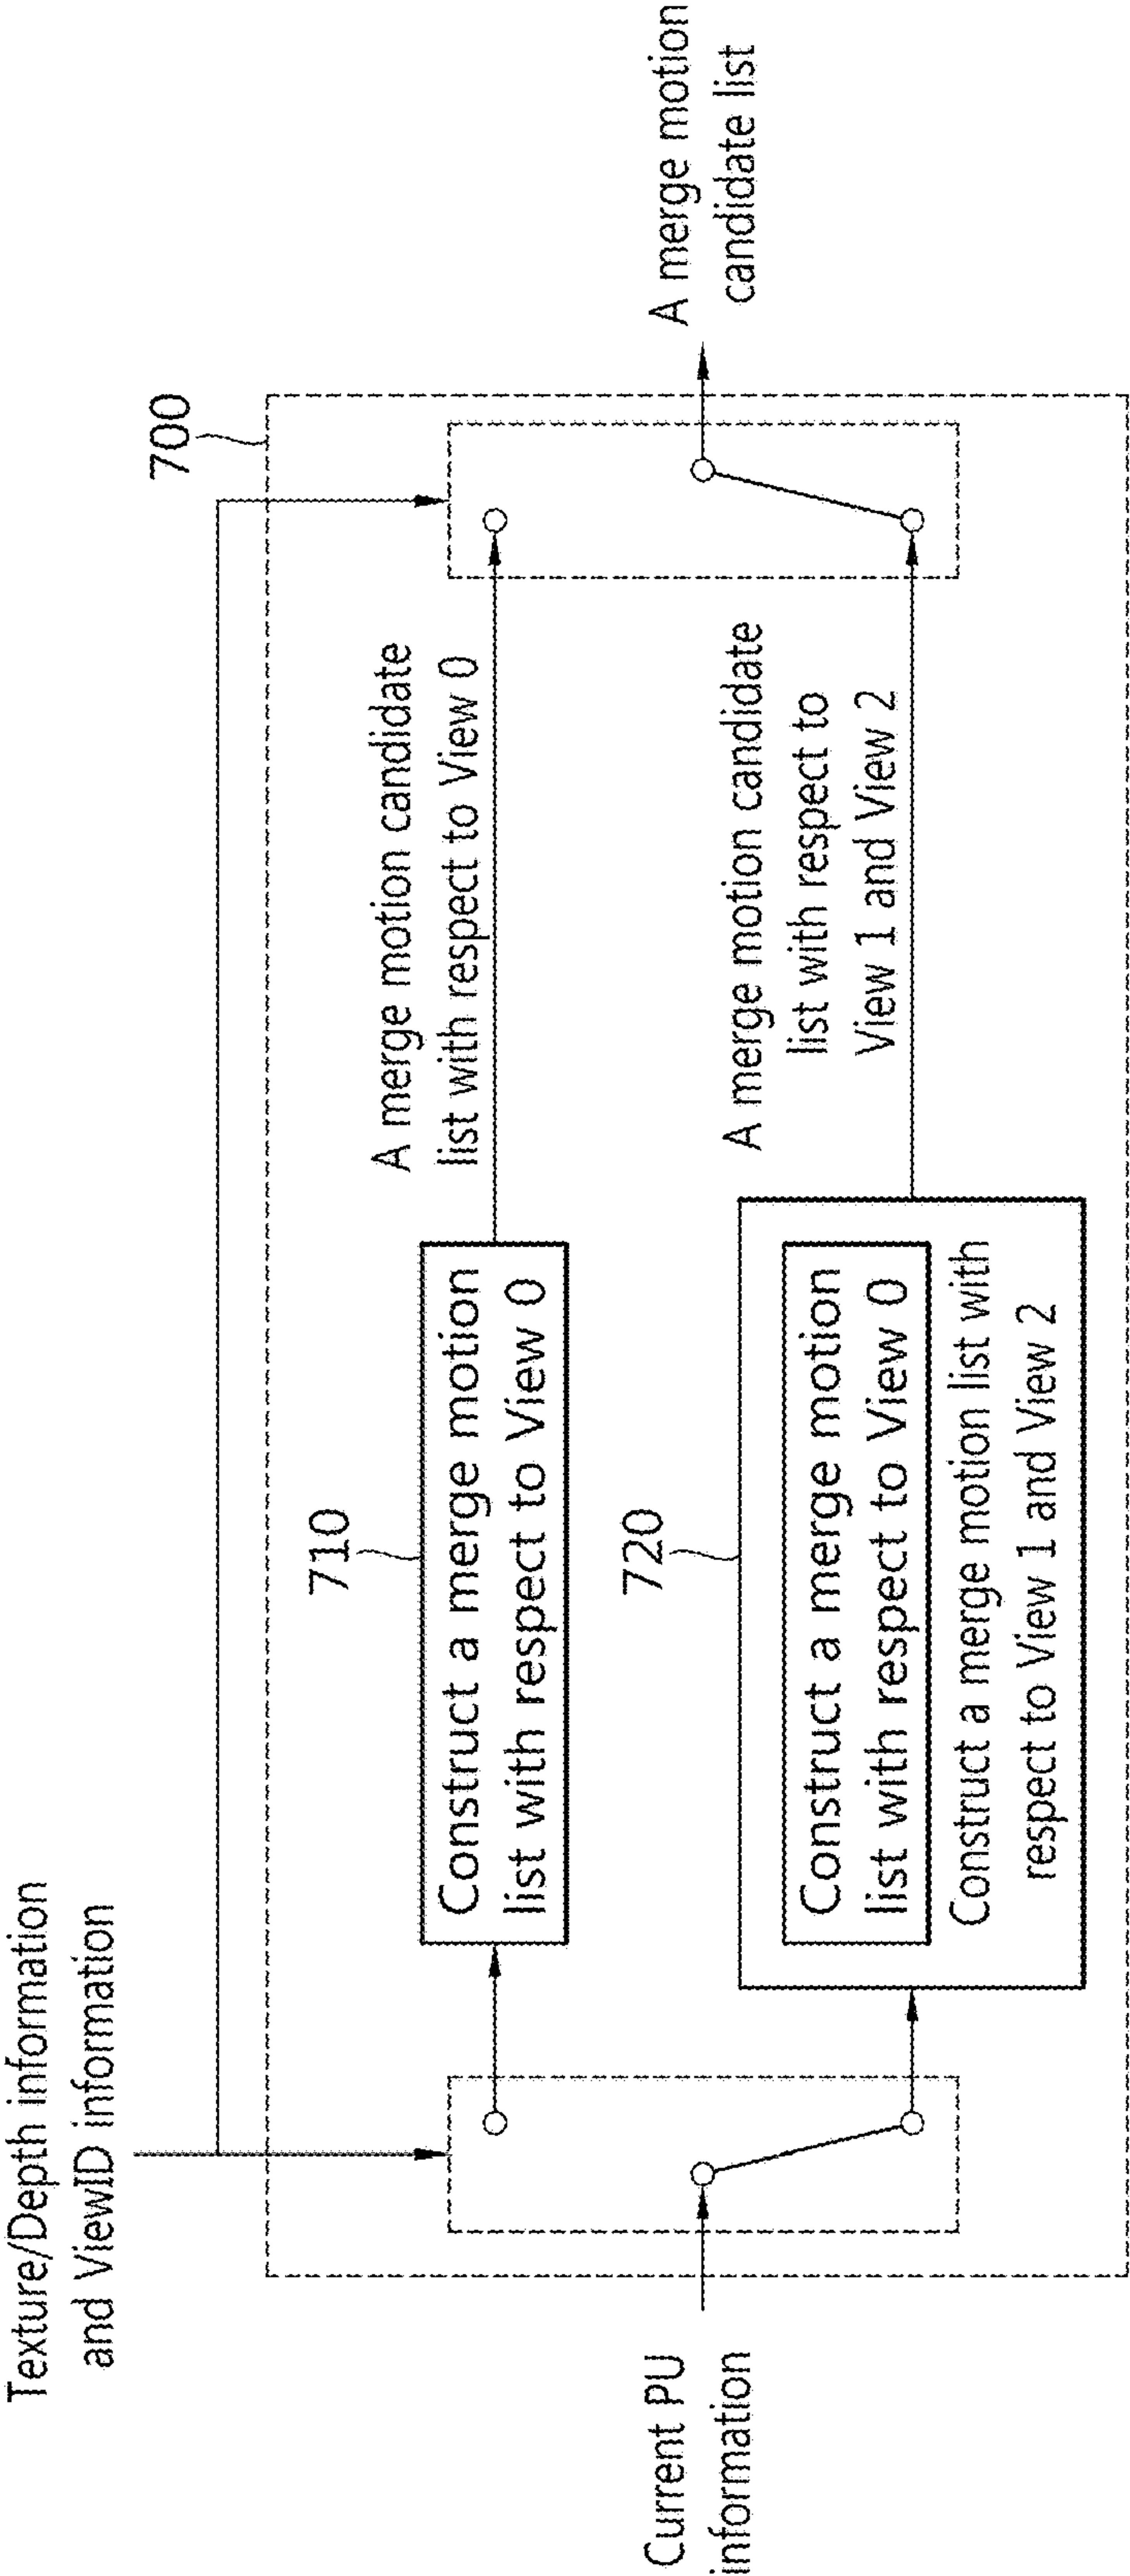 Texture/Depth information
and ViewID information
700
710
Construct a merge motion
list with respect to View 0
A merge motion candidate
list with respect to View 0
Current PU
information
A merge motion
candidate list
720
Construct a merge motion
list with respect to View 0
Construct a merge motion list with
respect to View 1 and View 2
A merge motion candidate
list with respect to
View 1 and View 2